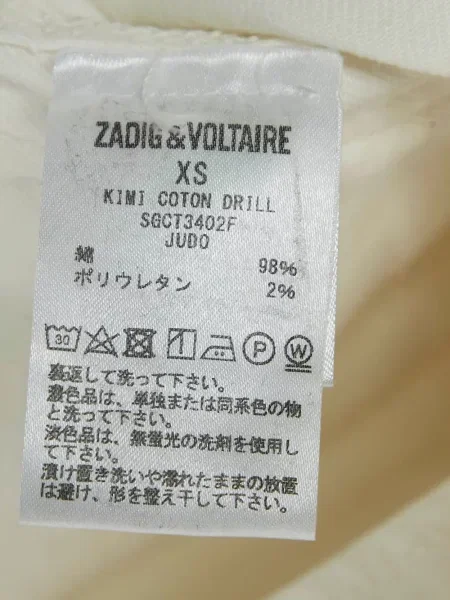 ZADIG&VOLTAIRE
XS
KIMI COTON DRILL
SGCT3402F
JUDO
綿 98%
ポリウレタン 2%
30 P W
裏返して洗って下さい。
濃色品は、単独または同系色の物
と洗って下さい。
淡色品は、無蛍光の洗剤を使用し
て下さい。
漬け置き洗いや濡れたままの放置
は避け、形を整え干して下さい。